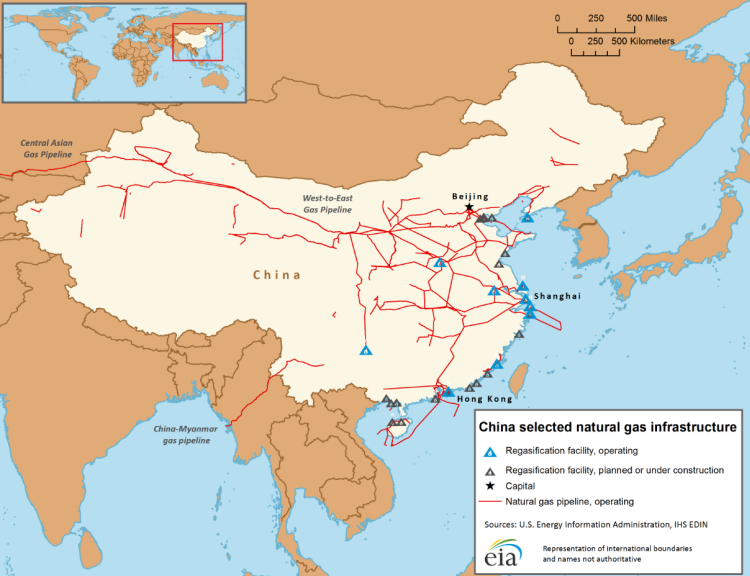 0 250 500 Miles
0 250 500 Kilometers
Central Asian
Gas Pipeline
West-to-East
Gas Pipeline
Beijing
China
Shanghai
Hong Kong
China-Myanmar
gas pipeline
China selected natural gas infrastructure
Regasification facility, operating
Regasification facility, planned or under construction
Capital
Natural gas pipeline, operating
Sources: U.S. Energy Information Administration, IHS EDIN
eia
Representation of international boundaries
and names not authoritative